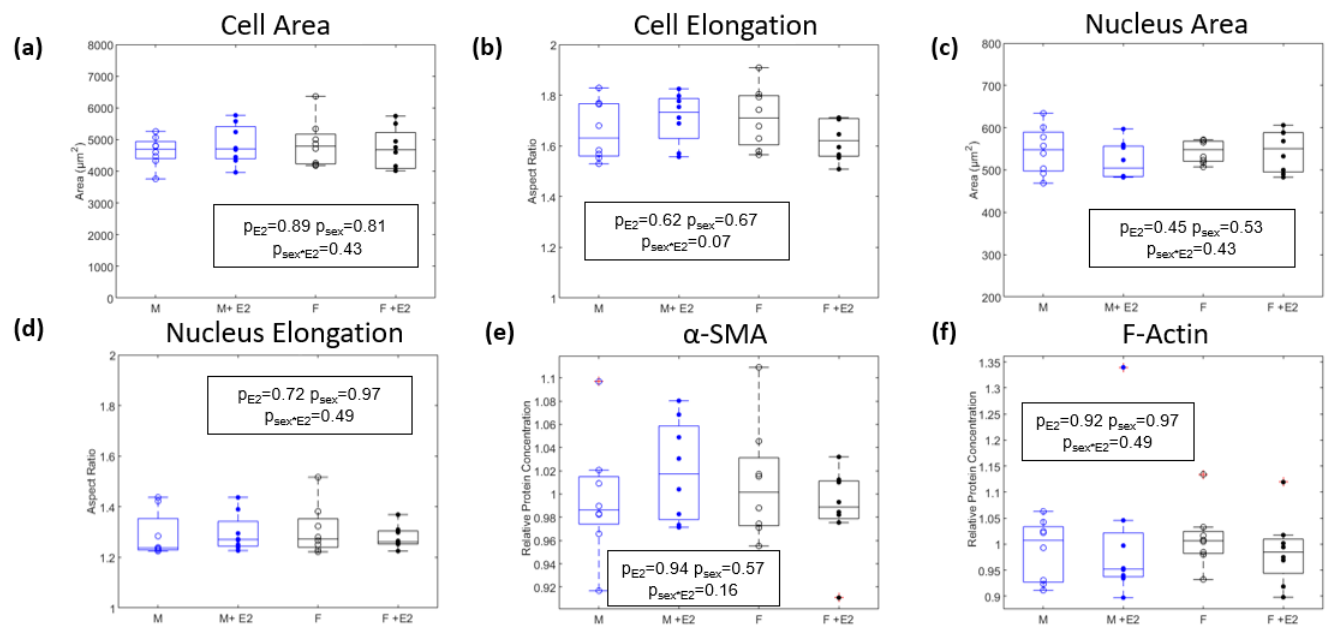 Cell Area
(a)
8000
7000
6000
5000
4000
3000
2000
1000
0
Area (μm²)
M
M+ E2
F
F +E2
pE2=0.89 psex=0.81
psex*E2=0.43
Cell Elongation
(b)
2
1.8
1.6
1.4
1.2
1
Aspect Ratio
M
M+ E2
F
F +E2
pE2=0.62 psex=0.67
psex*E2=0.07
Nucleus Area
(c)
800
700
600
500
400
300
200
Area (μm²)
M
M+ E2
F
F +E2
pE2=0.45 psex=0.53
psex*E2=0.43
Nucleus Elongation
(d)
2
1.8
1.6
1.4
1.2
1
Aspect Ratio
M
M+ E2
F
F +E2
pE2=0.72 psex=0.97
psex*E2=0.49
α-SMA
(e)
1.1
1.08
1.06
1.04
1.02
1.00
0.98
0.96
0.94
0.92
Relative Protein Concentration
M
M +E2
F
F +E2
pE2=0.94 psex=0.57
psex*E2=0.16
F-Actin
(f)
1.35
1.3
1.25
1.2
1.15
1.1
1.05
1
0.95
0.9
Relative Protein Concentration
M
M +E2
F
F +E2
pE2=0.92 psex=0.97
psex*E2=0.49